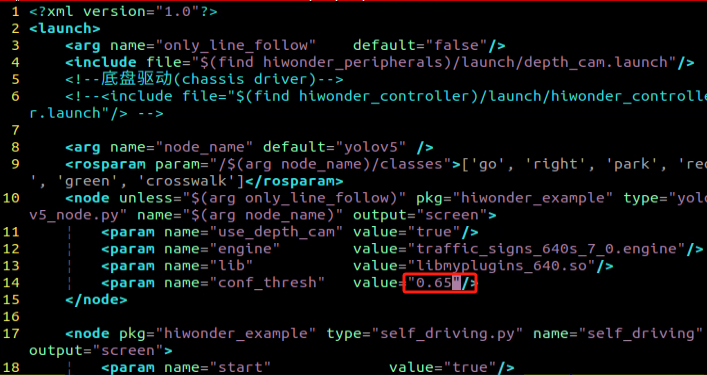 1 <?xml version="1.0"?>
2 <launch>
3 <arg name="only_line_follow" default="false"/>
4 <include file="$(find hiwonder_peripherals)/launch/depth_cam.launch"/>
5 <!--底盘驱动(chassis driver)-->
6 <!--<include file="$(find hiwonder_controller)/launch/hiwonder_controlle
r.launch"/> -->
7
8 <arg name="node_name" default="yolov5" />
9 <rosparam param="/$(arg node_name)/classes">['go', 'right', 'park', 'red
', 'green', 'crosswalk']</rosparam>
10 <node unless="$(arg only_line_follow)" pkg="hiwonder_example" type="yolo
v5_node.py" name="$(arg node_name)" output="screen">
11 <param name="use_depth_cam" value="true"/>
12 <param name="engine" value="traffic_signs_640s_7_0.engine"/>
13 <param name="lib" value="libmyplugins_640.so"/>
14 <param name="conf_thresh" value="0.65"/>
15 </node>
16
17 <node pkg="hiwonder_example" type="self_driving.py" name="self_driving"
output="screen">
18 <param name="start" value="true"/>